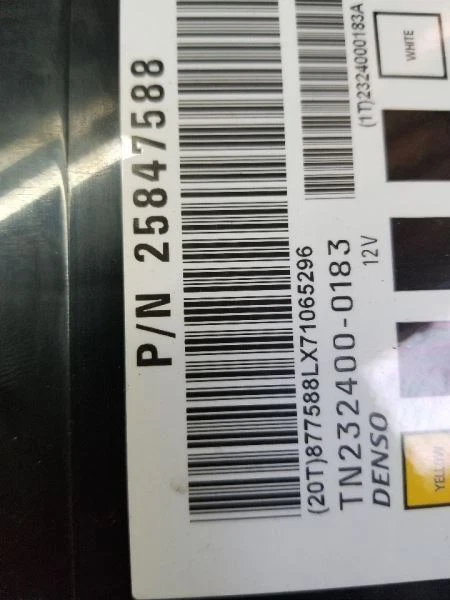 P/N 25847588
(20T)877588LX71065296
(1T)2324000183A
TN232400-0183
12V
DENSO
WHITE
YELLOW